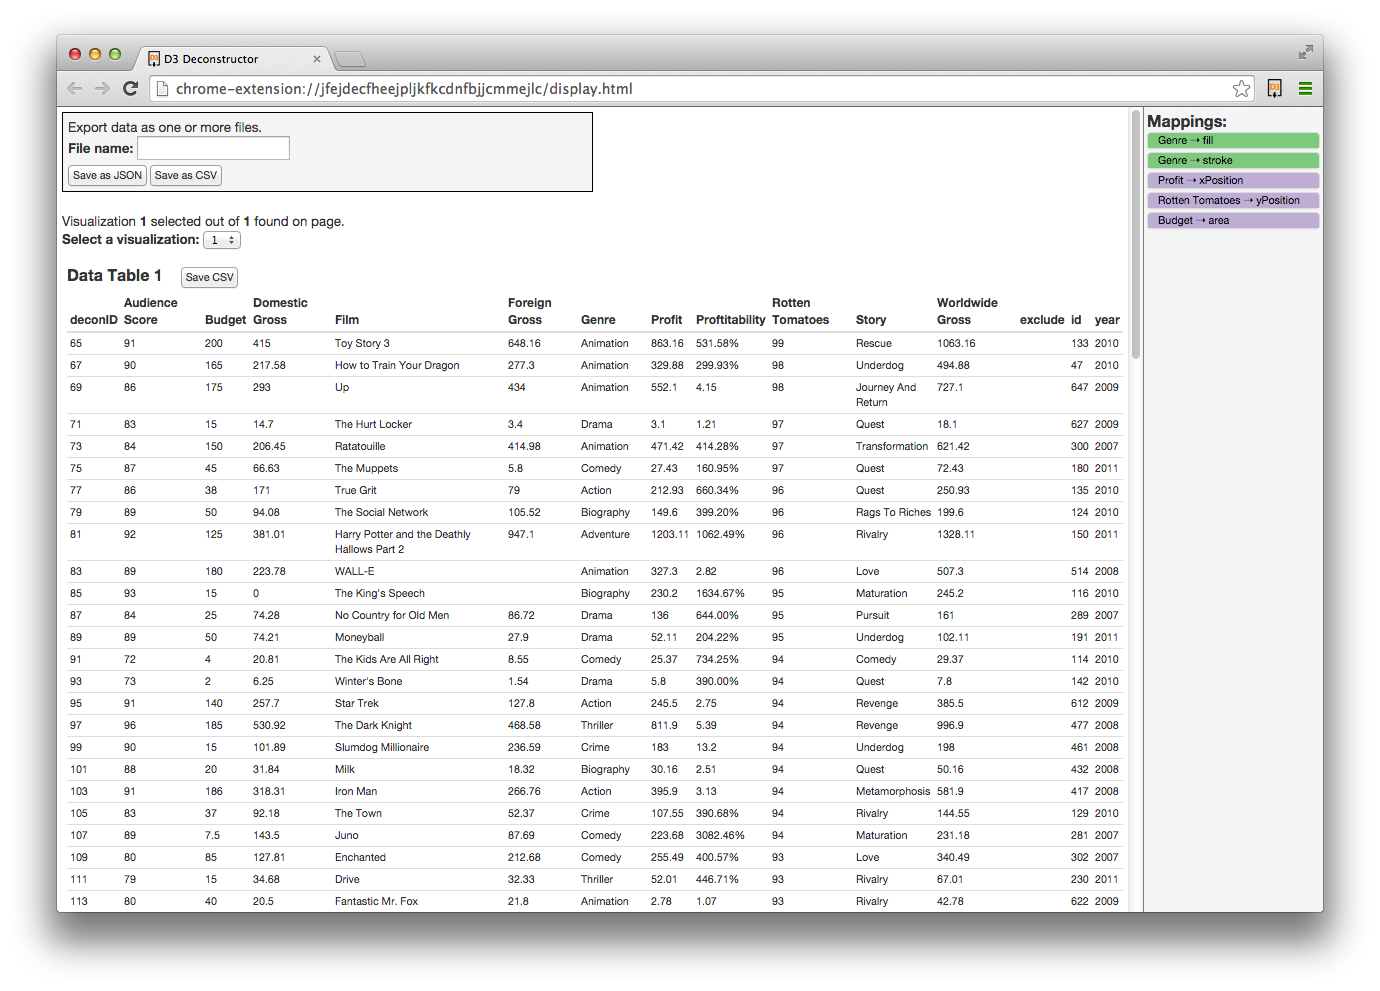 D3 Deconstructor
chrome-extension://jfejdecfheejpljkfkcdnfbjjcmmejlc/display.html
D3
Export data as one or more files.
File name:
Save as JSON Save as CSV
Visualization 1 selected out of 1 found on page.
Select a visualization: 1
Data Table 1 Save CSV
deconID Audience Score Budget Domestic Gross Film Foreign Gross Genre Profit Proftitability Rotten Tomatoes Story Worldwide Gross exclude id year
65 91 200 415 Toy Story 3 648.16 Animation 863.16 531.58% 99 Rescue 1063.16 133 2010
67 90 165 217.58 How to Train Your Dragon 277.3 Animation 329.88 299.93% 98 Underdog 494.88 47 2010
69 86 175 293 Up 434 Animation 552.1 4.15 98 Journey And Return 727.1 647 2009
71 83 15 14.7 The Hurt Locker 3.4 Drama 3.1 1.21 97 Quest 18.1 627 2009
73 84 150 206.45 Ratatouille 414.98 Animation 471.42 414.28% 97 Transformation 621.42 300 2007
75 87 45 66.63 The Muppets 5.8 Comedy 27.43 160.95% 97 Quest 72.43 180 2011
77 86 38 171 True Grit 79 Action 212.93 660.34% 96 Quest 250.93 135 2010
79 89 50 94.08 The Social Network 105.52 Biography 149.6 399.20% 96 Rags To Riches 199.6 124 2010
81 92 125 381.01 Harry Potter and the Deathly Hallows Part 2 947.1 Adventure 1203.11 1062.49% 96 Rivalry 1328.11 150 2011
83 89 180 223.78 WALL-E Animation 327.3 2.82 96 Love 507.3 514 2008
85 93 15 0 The King's Speech Biography 230.2 1634.67% 95 Maturation 245.2 116 2010
87 84 25 74.28 No Country for Old Men 86.72 Drama 136 644.00% 95 Pursuit 161 289 2007
89 89 50 74.21 Moneyball 27.9 Drama 52.11 204.22% 95 Underdog 102.11 191 2011
91 72 4 20.81 The Kids Are All Right 8.55 Comedy 25.37 734.25% 94 Comedy 29.37 114 2010
93 73 2 6.25 Winter's Bone 1.54 Drama 5.8 390.00% 94 Quest 7.8 142 2010
95 91 140 257.7 Star Trek 127.8 Action 245.5 2.75 94 Revenge 385.5 612 2009
97 96 185 530.92 The Dark Knight 468.58 Thriller 811.9 5.39 94 Revenge 996.9 477 2008
99 90 15 101.89 Slumdog Millionaire 236.59 Crime 183 13.2 94 Underdog 198 461 2008
101 88 20 31.84 Milk 18.32 Biography 30.16 2.51 94 Quest 50.16 432 2008
103 91 186 318.31 Iron Man 266.76 Action 395.9 3.13 94 Metamorphosis 581.9 417 2008
105 83 37 92.18 The Town 52.37 Crime 107.55 390.68% 94 Rivalry 144.55 129 2010
107 89 7.5 143.5 Juno 87.69 Comedy 223.68 3082.46% 94 Maturation 231.18 281 2007
109 80 85 127.81 Enchanted 212.68 Comedy 255.49 400.57% 93 Love 340.49 302 2007
111 79 15 34.68 Drive 32.33 Thriller 52.01 446.71% 93 Rivalry 67.01 230 2011
113 80 40 20.5 Fantastic Mr. Fox 21.8 Animation 2.78 1.07 93 Rivalry 42.78 622 2009
Mappings:
Genre → fill
Genre → stroke
Profit → xPosition
Rotten Tomatoes → yPosition
Budget → area